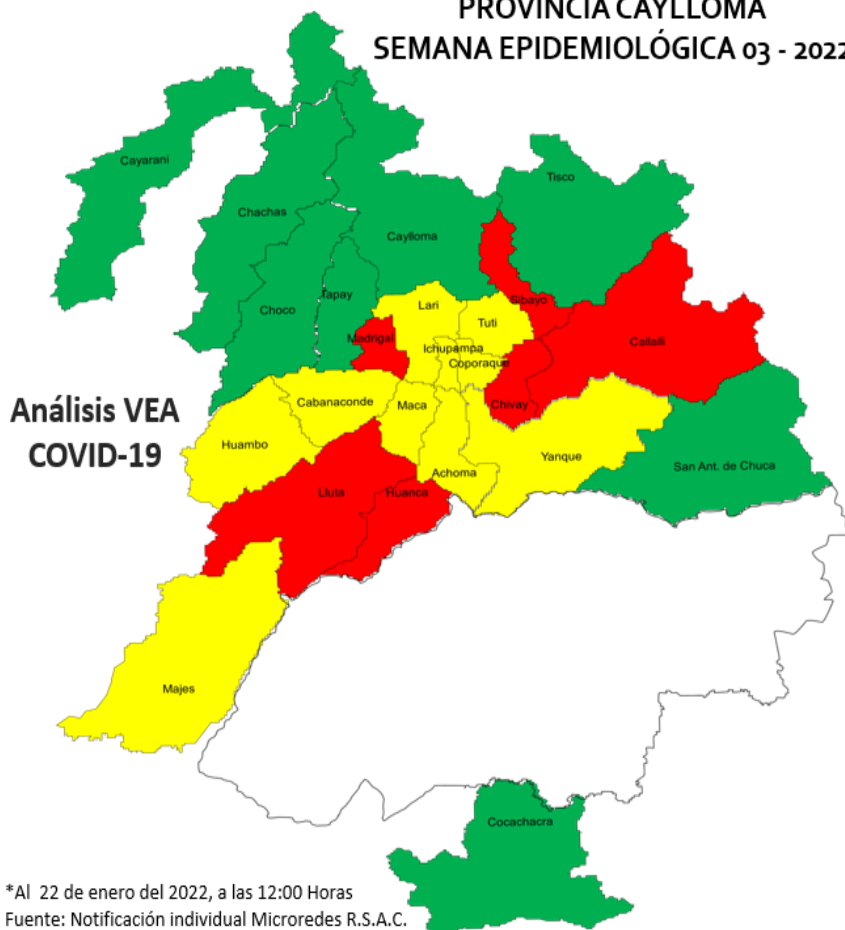 PROVINCIA CAYLLOMA
SEMANA EPIDEMIOLÓGICA 03 - 2022
Cayarani
Tisco
Chachas
Caylloma
Tapay
Choco
Sibayo
Lari
Tuti
Madrigal
Callalli
Ichupampa
Coporaque
Cabanaconde
Maca
Chivay
Análisis VEA
COVID-19
Huambo
Yanque
San Ant. de Chuca
Achoma
Lluta
Huanca
Majes
Cocachacra
*Al 22 de enero del 2022, a las 12:00 Horas
Fuente: Notificación individual Microredes R.S.A.C.